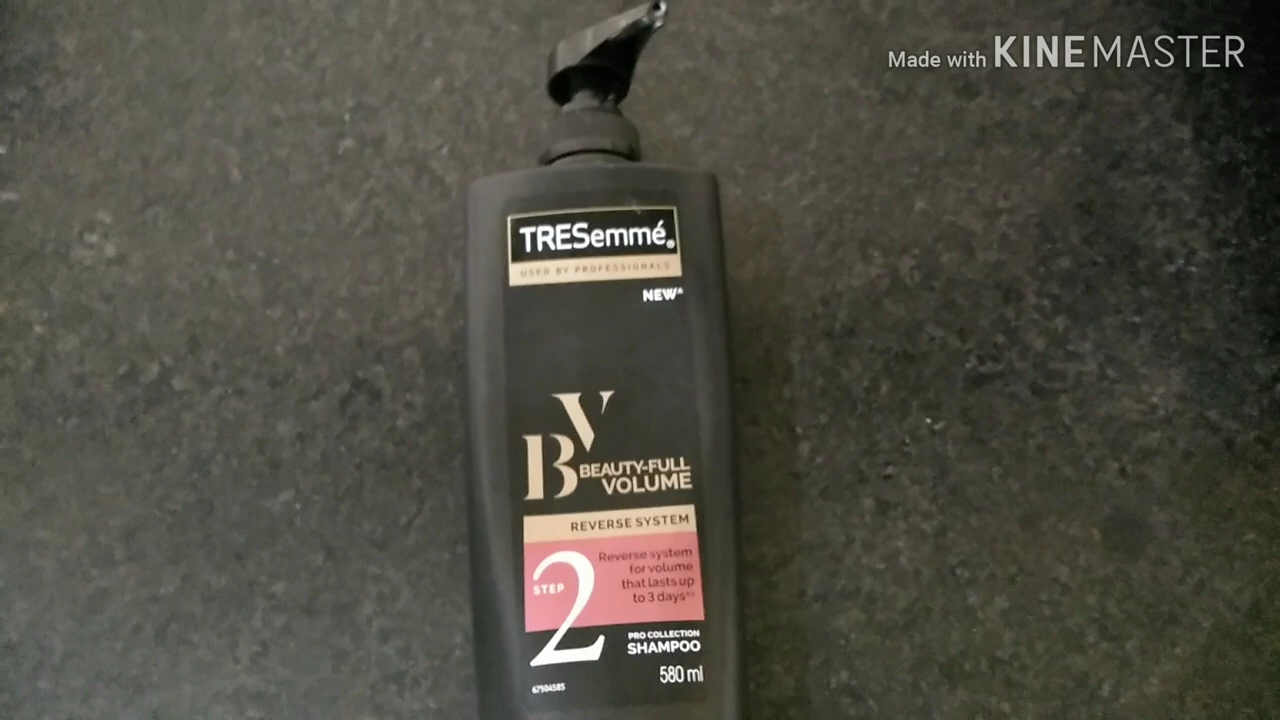 Made with KINEMASTER
TRESemmé®
USED BY PROFESSIONALS
NEW^
BV
BEAUTY-FULL
VOLUME
REVERSE SYSTEM
STEP 2
Reverse system
for volume
that lasts up
to 3 days^^
PRO COLLECTION
SHAMPOO
580 ml
67504585